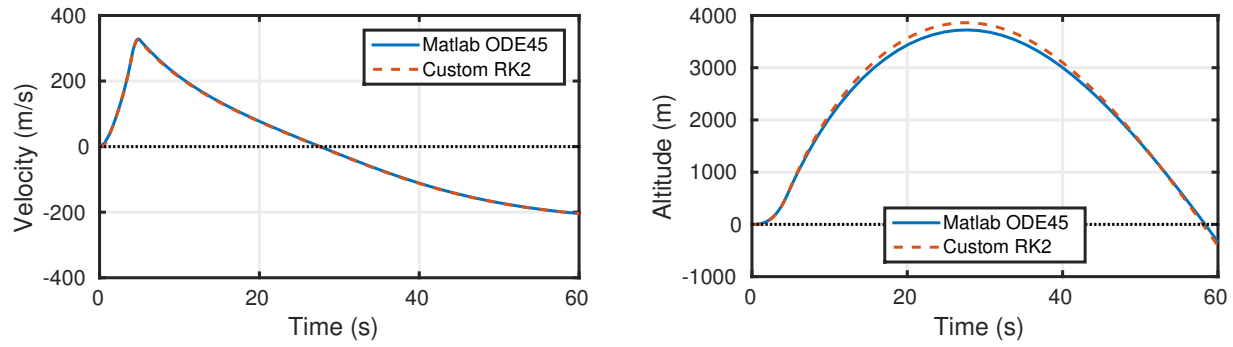 400
200
0
-200
-400
Velocity (m/s)
Matlab ODE45
Custom RK2
0
20
40
60
Time (s)
4000
3000
2000
1000
0
-1000
Altitude (m)
Matlab ODE45
Custom RK2
0
20
40
60
Time (s)